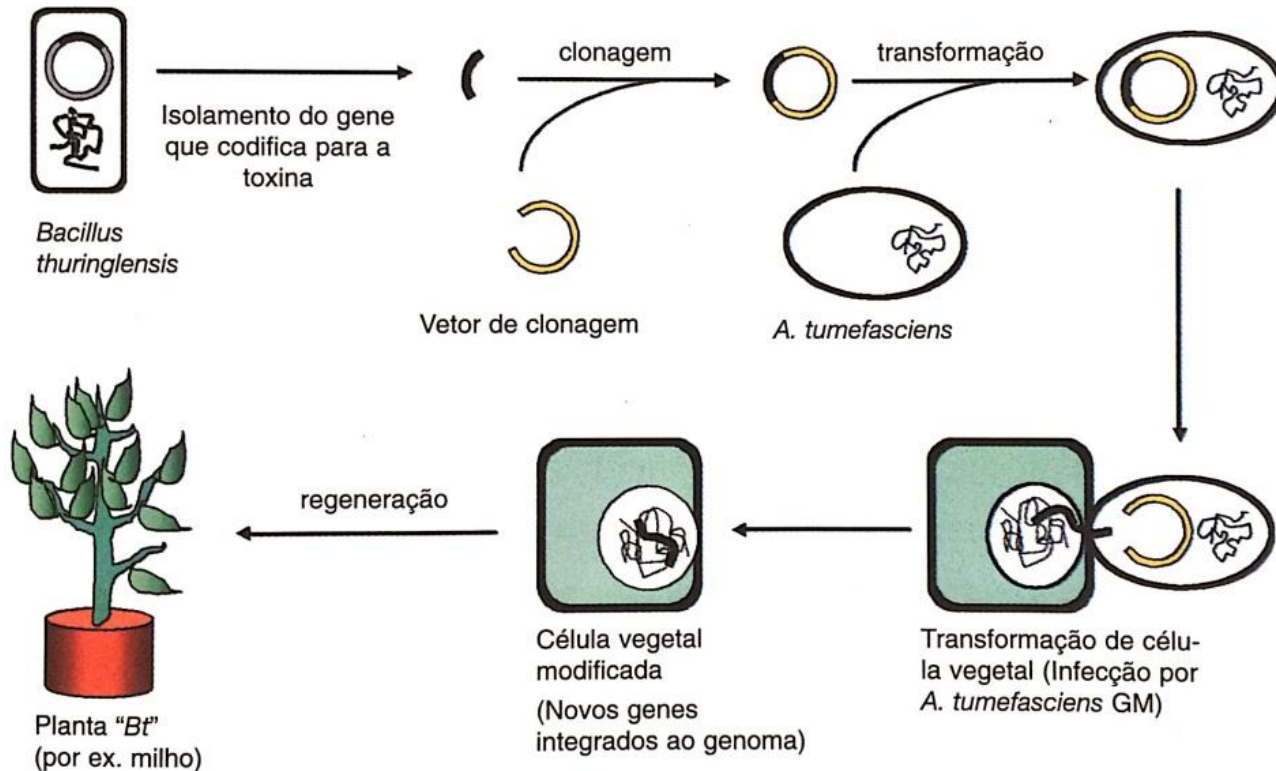 clonagem
transformação
Isolamento do gene
que codifica para a
toxina
Bacillus
thuringlensis
Vetor de clonagem
A. tumefasciens
regeneração
Planta “Bt”
(por ex. milho)
Célula vegetal
modificada
(Novos genes
integrados ao genoma)
Transformação de célu-
la vegetal (Infecção por
A. tumefasciens GM)